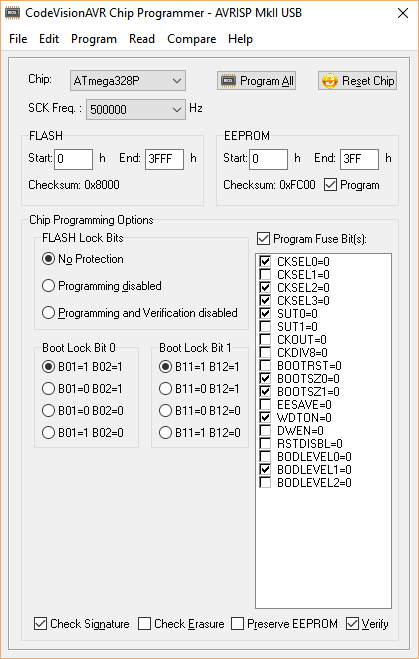 CodeVisionAVR Chip Programmer - AVRISP MkII USB
File Edit Program Read Compare Help
Chip: ATmega328P Program All Reset Chip
SCK Freq. : 500000 Hz
FLASH EEPROM
Start: 0 h End: 3FFF h Start: 0 h End: 3FF h
Checksum: 0x8000 Checksum: 0xFC00 Program
Chip Programming Options
FLASH Lock Bits
No Protection
Programming disabled
Programming and Verification disabled
Boot Lock Bit 0
B01=1 B02=1
B01=0 B02=1
B01=0 B02=0
B01=1 B02=0
Boot Lock Bit 1
B11=1 B12=1
B11=0 B12=1
B11=0 B12=0
B11=1 B12=0
Program Fuse Bit(s):
CKSEL0=0
CKSEL1=0
CKSEL2=0
CKSEL3=0
SUT0=0
SUT1=0
CKOUT=0
CKDIV8=0
BOOTRST=0
BOOTSZ0=0
BOOTSZ1=0
EESAVE=0
WDTON=0
DWEN=0
RSTDISBL=0
BODLEVEL0=0
BODLEVEL1=0
BODLEVEL2=0
Check Signature Check Erasure Preserve EEPROM Verify